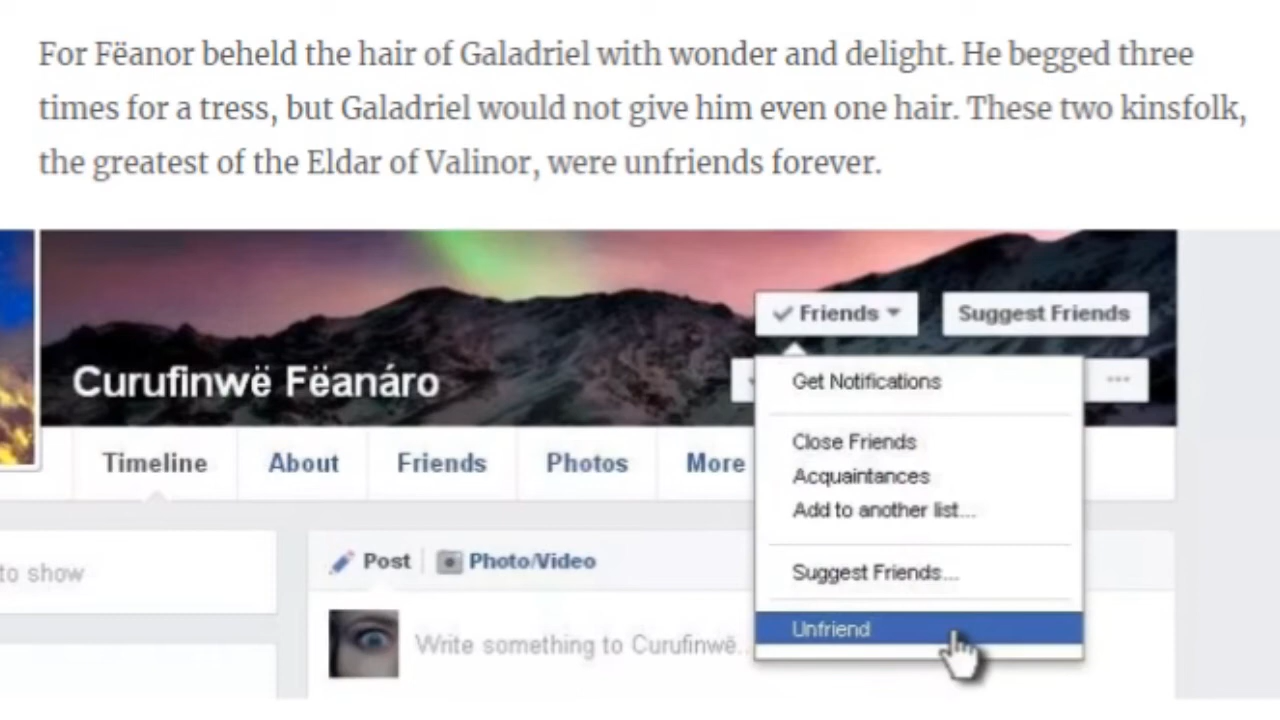 For Fëanor beheld the hair of Galadriel with wonder and delight. He begged three
times for a tress, but Galadriel would not give him even one hair. These two kinsfolk,
the greatest of the Eldar of Valinor, were unfriends forever.
Friends
Suggest Friends
Curufinwë Fëanáro
...
Get Notifications
Close Friends
Acquaintances
Add to another list...
Suggest Friends...
Unfriend
Timeline About Friends Photos More
to show
Post Photo/Video
Write something to Curufinwë...